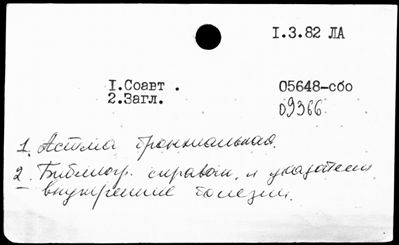 I.3.82 ЛА
I.Соавт .
05648-сбо
2.Загл.
09366
1. Астма бронхиальная.
2. Библиогр. справочн. и указатели
внутренние болезни.